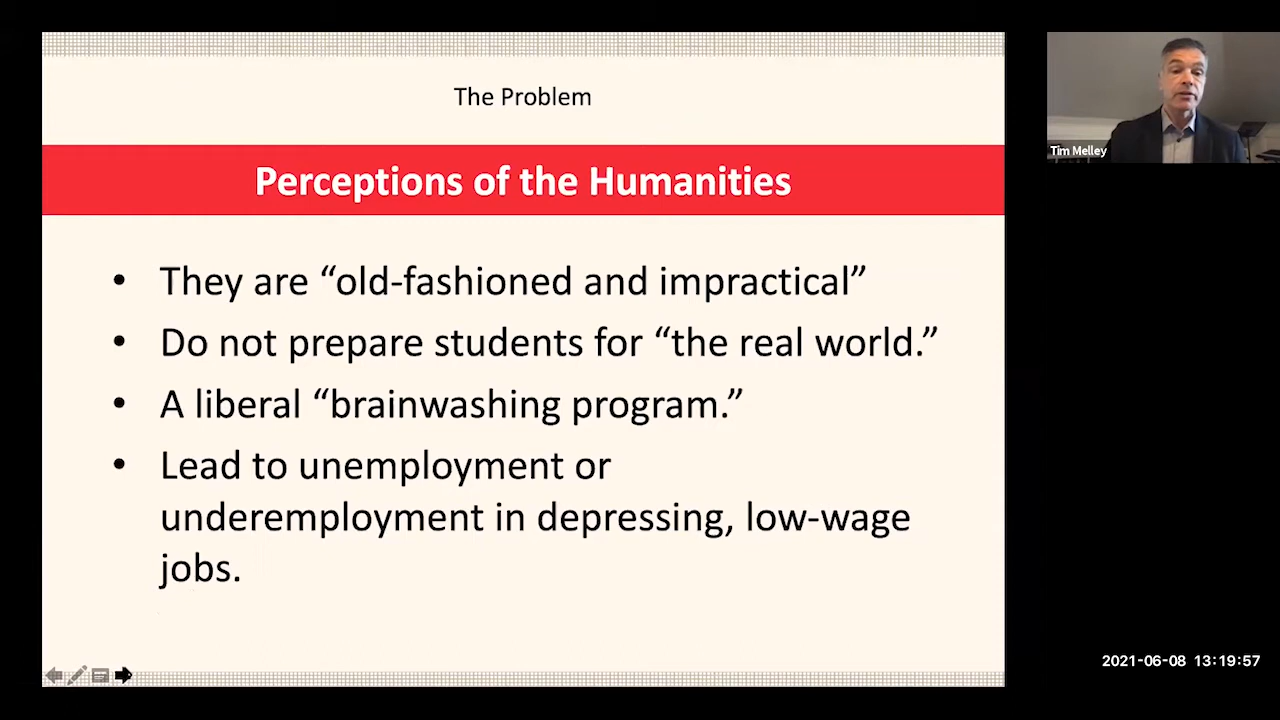 The Problem
Perceptions of the Humanities
• They are “old-fashioned and impractical”
• Do not prepare students for “the real world.”
• A liberal “brainwashing program.”
• Lead to unemployment or
underemployment in depressing, low-wage
jobs.
Tim Melley
2021-06-08 13:19:57